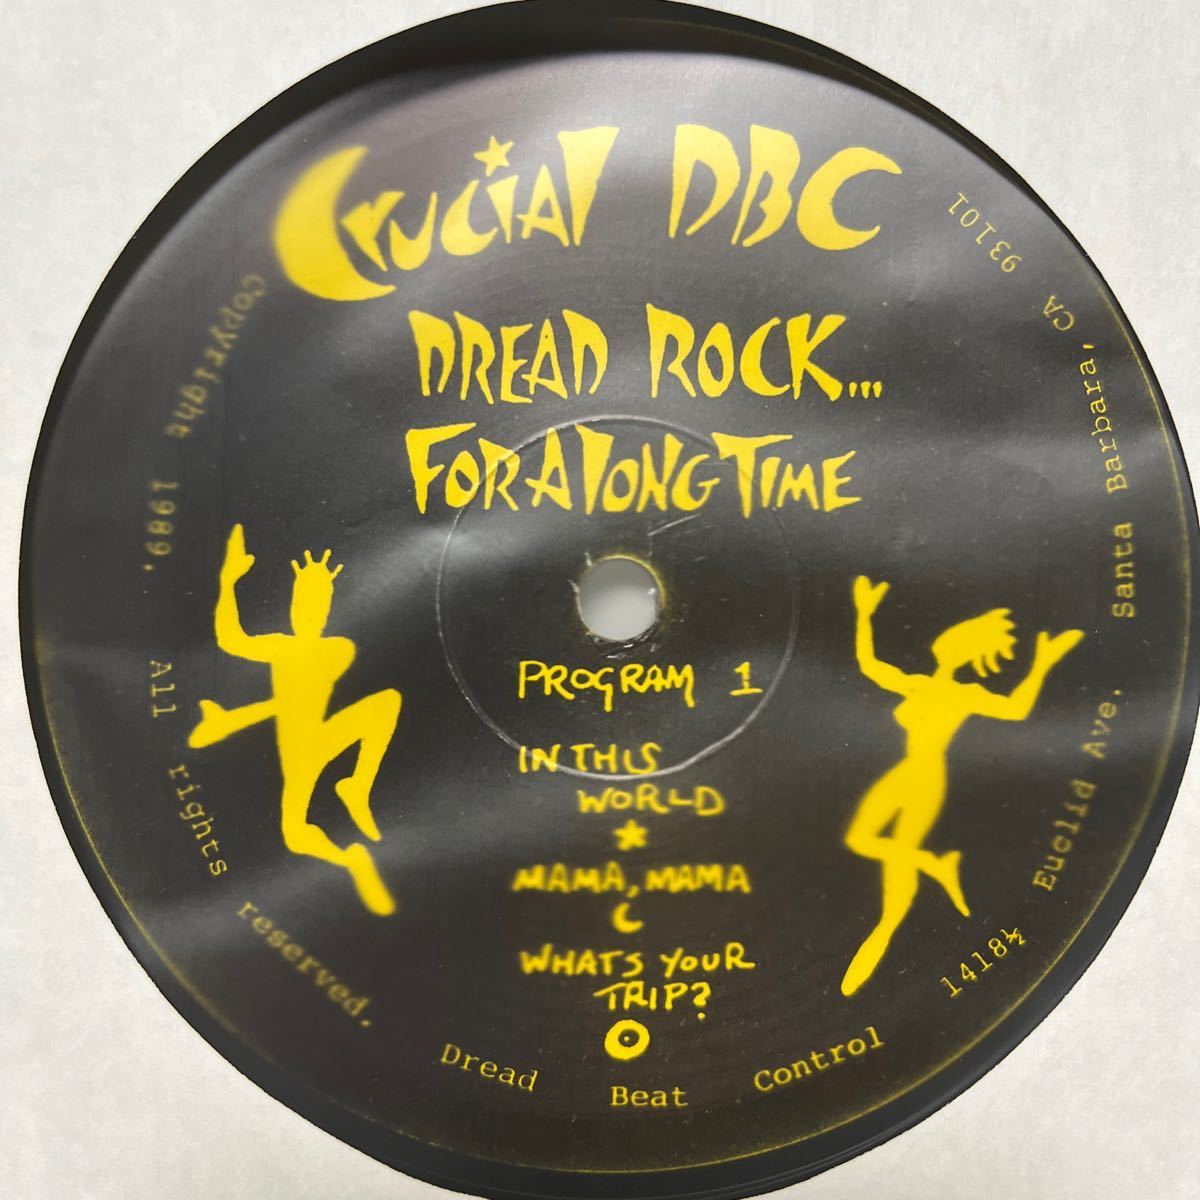 Crucial DBC
DREAD ROCK...
FOR A LONG TIME
PROGRAM 1
IN THIS
WORLD
MAMA, MAMA
WHATS YOUR
TRIP?
copyright 1989. All rights reserved. Dread Beat Control 1418½ Euclid Ave. Santa Barbara, CA 93101